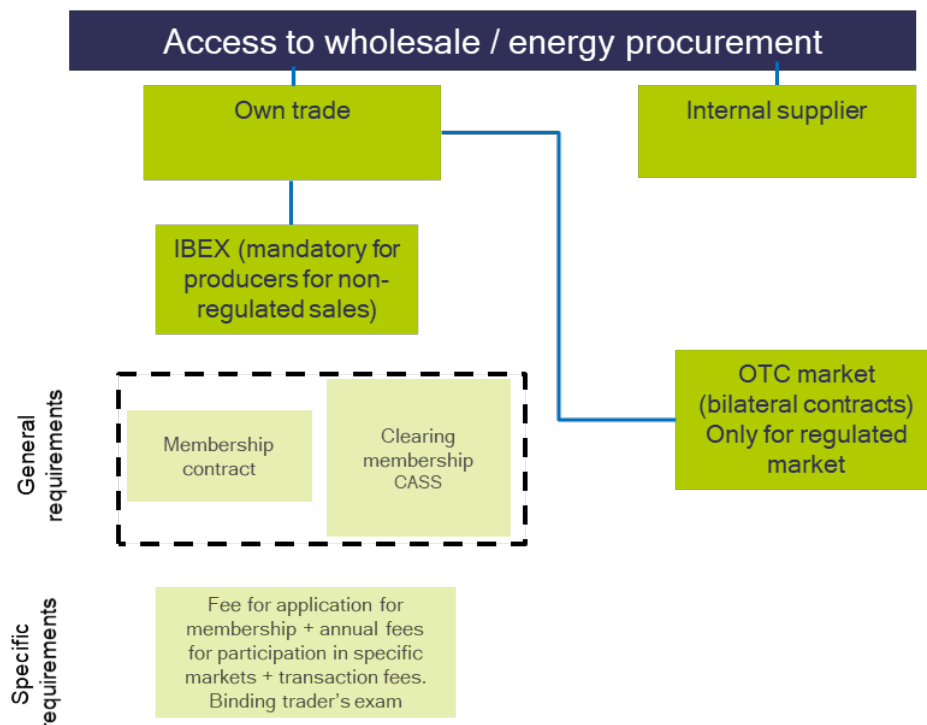 Access to wholesale / energy procurement
Own trade
Internal supplier
IBEX (mandatory for
producers for non-
regulated sales)
OTC market
(bilateral contracts)
Only for regulated
market
General
requirements
Membership
contract
Clearing
membership
CASS
Specific
requirements
Fee for application for
membership + annual fees
for participation in specific
markets + transaction fees.
Binding trader's exam